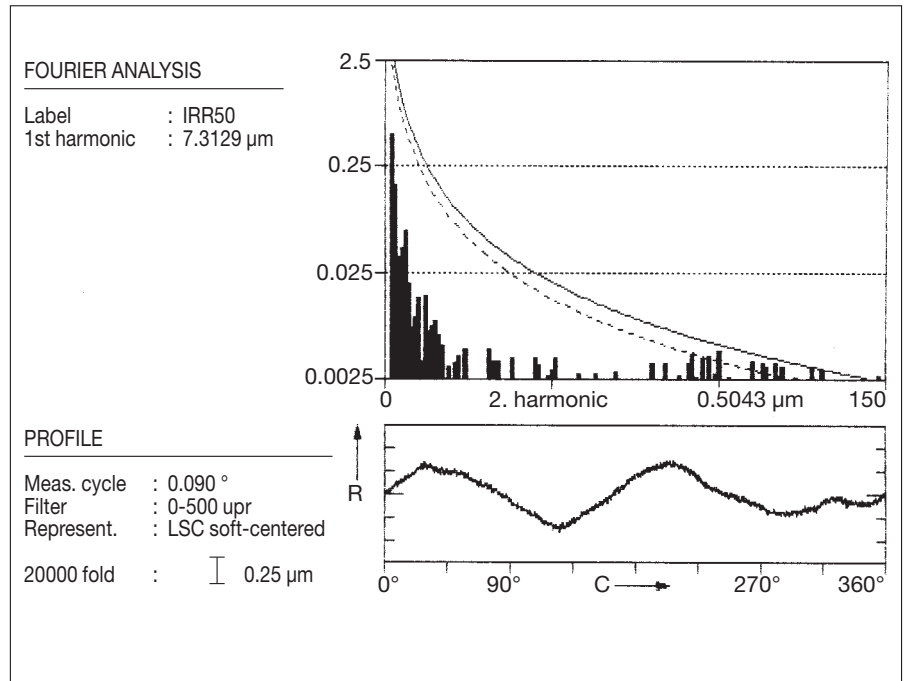 FOURIER ANALYSIS
Label : IRR50
1st harmonic : 7.3129 µm
2.5
0.25
0.025
0.0025
0 2. harmonic 0.5043 µm 150
PROFILE
Meas. cycle : 0.090 °
Filter : 0-500 upr
Represent. : LSC soft-centered
20000 fold : 0.25 µm
R
0° 90° C 270° 360°